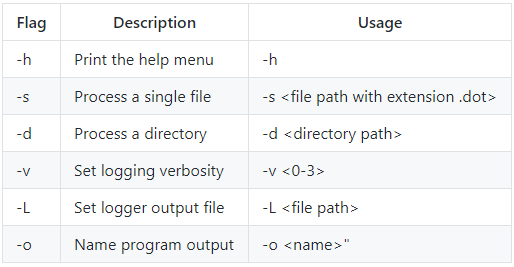 Flag Description Usage
-h Print the help menu -h
-s Process a single file -s <file path with extension .dot>
-d Process a directory -d <directory path>
-v Set logging verbosity -v <0-3>
-L Set logger output file -L <file path>
-o Name program output -o <name>"